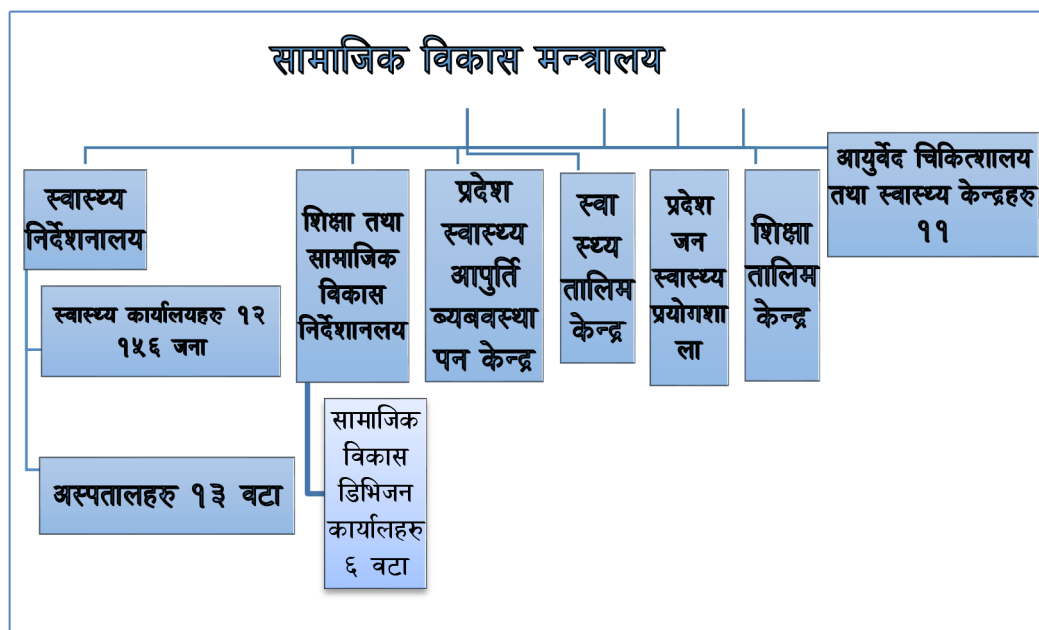 सामाजिक विकास मन्त्रालय
स्वास्थ्य
निर्देशनालय
स्वास्थ्य कार्यालयहरु १२
१५६ जना
अस्पतालहरु १३ वटा
शिक्षा तथा
सामाजिक
विकास
निर्देशानलय
सामाजिक
विकास
डिभिजन
कार्यालहरु
६ वटा
प्रदेश
स्वास्थ्य
आपुर्ति
ब्यबवस्था
पन केन्द्र
स्वा
स्थ्य
तालिम
केन्द्र
प्रदेश
जन
स्वास्थ्य
प्रयोगशा
ला
शिक्षा
तालिम
केन्द्र
आयुर्वेद चिकित्शालय
तथा स्वास्थ्य केन्द्रहरु
११